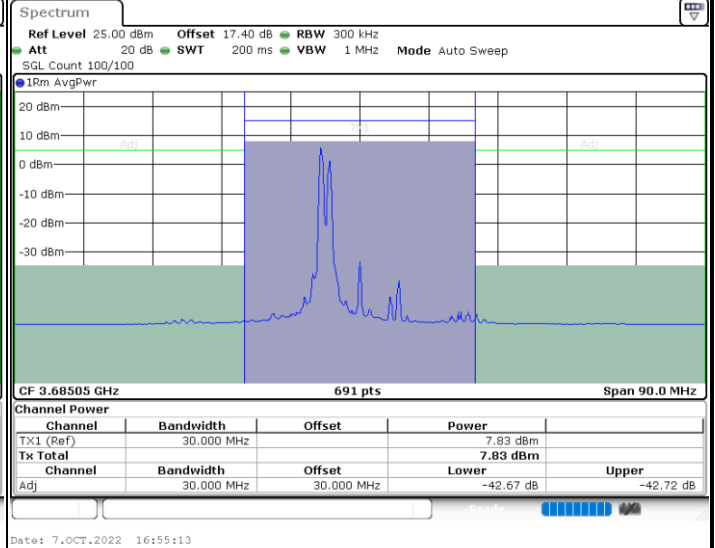 Spectrum
Ref Level 25.00 dBm Offset 17.40 dB RBW 300 kHz
Att 20 dB SWT 200 ms VBW 1 MHz Mode Auto Sweep
SGL Count 100/100
1Rm AvgPwr
20 dBm
TX1
10 dBm
Adj Adj
0 dBm
-10 dBm
-20 dBm
-30 dBm
CF 3.68505 GHz 691 pts Span 90.0 MHz
Channel Power
Channel Bandwidth Offset Power
TX1 (Ref) 30.000 MHz 7.83 dBm
Tx Total 7.83 dBm
Channel Bandwidth Offset Lower Upper
Adj 30.000 MHz 30.000 MHz -42.67 dB -42.72 dB
Ready
Date: 7.OCT.2022 16:55:13